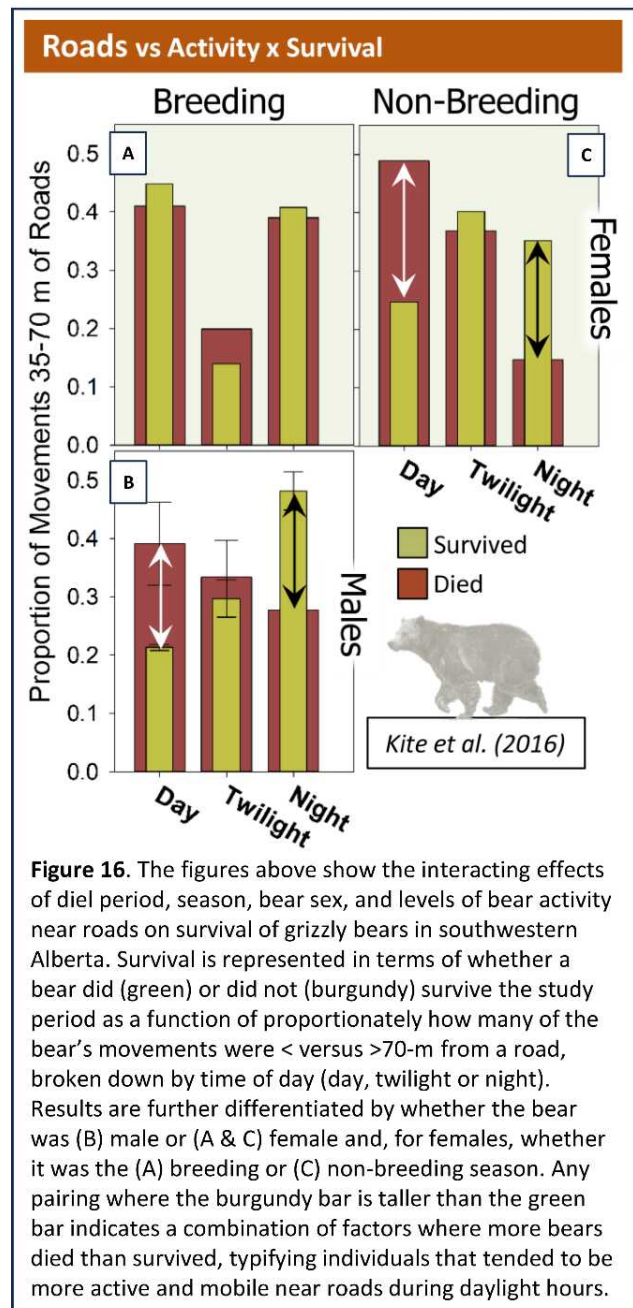 Roads vs Activity x Survival
Breeding
Non-Breeding
A
C
Proportion of Movements 35-70 m of Roads
0.5
0.4
0.3
0.2
0.1
0.0
Females
Day
Twilight
Night
B
0.5
0.4
0.3
0.2
0.1
0.0
Males
Day
Twilight
Night
Survived
Died
Kite et al. (2016)
Figure 16. The figures above show the interacting effects
of diel period, season, bear sex, and levels of bear activity
near roads on survival of grizzly bears in southwestern
Alberta. Survival is represented in terms of whether a
bear did (green) or did not (burgundy) survive the study
period as a function of proportionately how many of the
bear's movements were < versus >70-m from a road,
broken down by time of day (day, twilight or night).
Results are further differentiated by whether the bear
was (B) male or (A & C) female and, for females, whether
it was the (A) breeding or (C) non-breeding season. Any
pairing where the burgundy bar is taller than the green
bar indicates a combination of factors where more bears
died than survived, typifying individuals that tended to be
more active and mobile near roads during daylight hours.